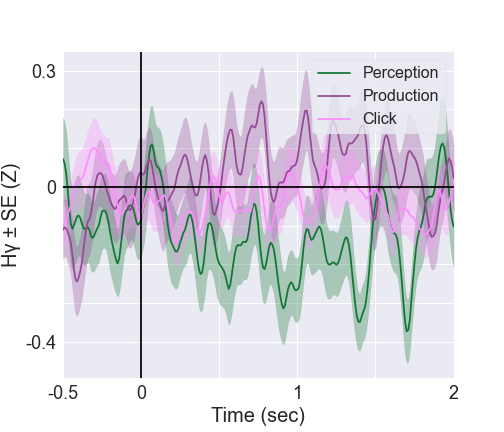 Hγ ± SE (Z)
0.3
0
-0.4
Perception
Production
Click
-0.5 0 1 2
Time (sec)